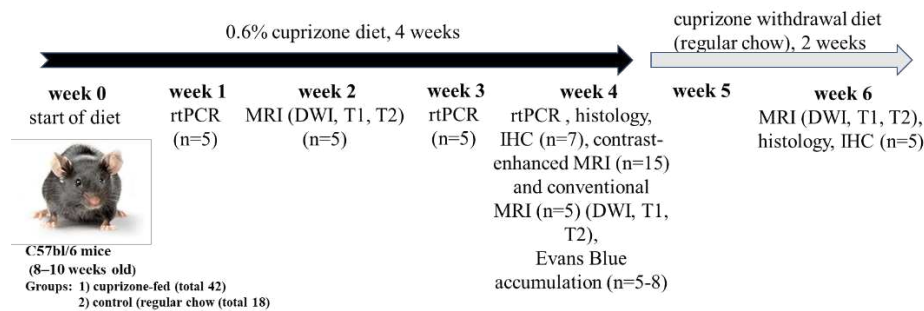 0.6% cuprizone diet, 4 weeks
cuprizone withdrawal diet
(regular chow), 2 weeks
week 0
start of diet
week 1
rtPCR
(n=5)
week 2
MRI (DWI, T1, T2)
(n=5)
week 3
rtPCR
(n=5)
week 4
rtPCR , histology,
IHC (n=7), contrast-
enhanced MRI (n=15)
and conventional
MRI (n=5) (DWI, T1,
T2),
Evans Blue
accumulation (n=5-8)
week 5
week 6
MRI (DWI, T1, T2),
histology, IHC (n=5)
C57bl/6 mice
(8–10 weeks old)
Groups: 1) cuprizone-fed (total 42)
2) control (regular chow (total 18)